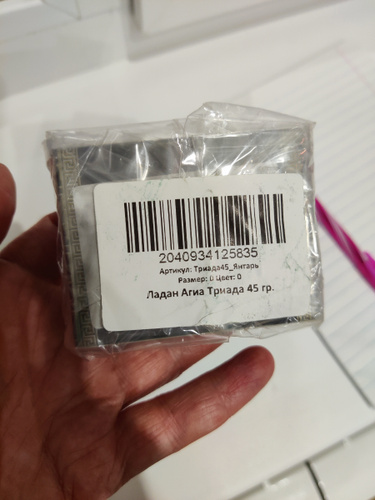 2040934125835
Артикул: Триада45_Янтарь
Размер: 0 Цвет: 0
Ладан Агиа Триада 45 гр.